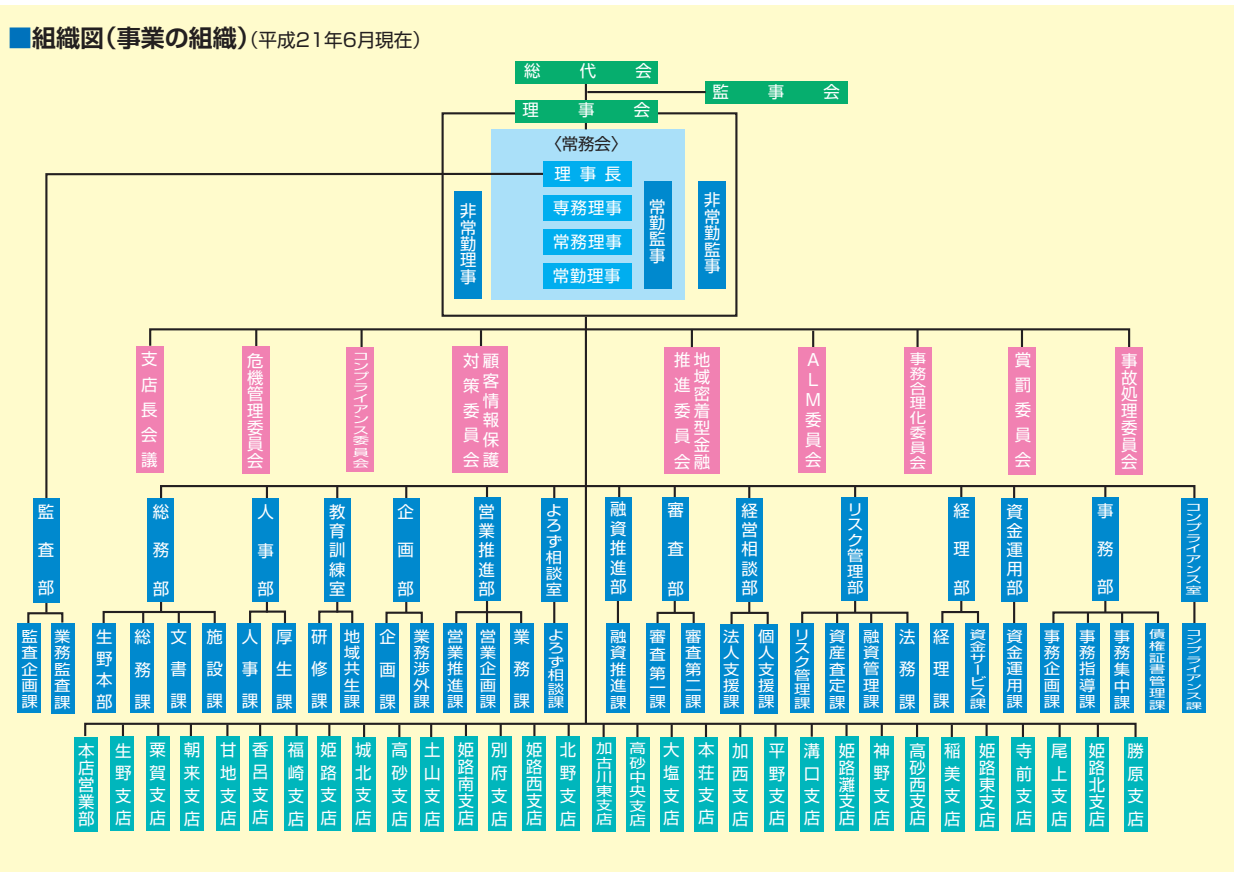 ■組織図(事業の組織)(平成21年6月現在)
総代会
監事会
理事会
〈常務会〉
理事長
専務理事
常務理事
常勤理事
非常勤理事
常勤監事
非常勤監事
支店長会議
危機管理委員会
コンプライアンス委員会
顧客情報保護
対策委員会
地域密着型金融
推進委員会
ALM委員会
事務合理化委員会
賞罰委員会
事故処理委員会
監査部
総務部
人事部
教育訓練室
企画部
営業推進部
よろず相談室
融資推進部
審査部
経営相談部
リスク管理部
経理部
資金運用部
事務部
コンプライアンス室
監査企画課
業務監査課
生野本部
総務課
文書課
施設課
人事課
厚生課
研修課
地域共生課
企画課
業務渉外課
営業推進課
営業企画課
業務課
よろず相談課
融資推進課
審査第一課
審査第二課
法人支援課
個人支援課
リスク管理課
資産査定課
融資管理課
法務課
経理課
資金サービス課
資金運用課
事務企画課
事務指導課
事務集中課
債権証書管理課
コンプライアンス課
本店営業部
生野支店
粟賀支店
朝来支店
甘地支店
香呂支店
福崎支店
姫路支店
城北支店
高砂支店
土山支店
姫路南支店
別府支店
姫路西支店
北野支店
加古川東支店
高砂中央支店
大塩支店
本荘支店
加西支店
平野支店
溝口支店
姫路灘支店
神野支店
高砂西支店
稲美支店
姫路東支店
寺前支店
尾上支店
姫路北支店
勝原支店